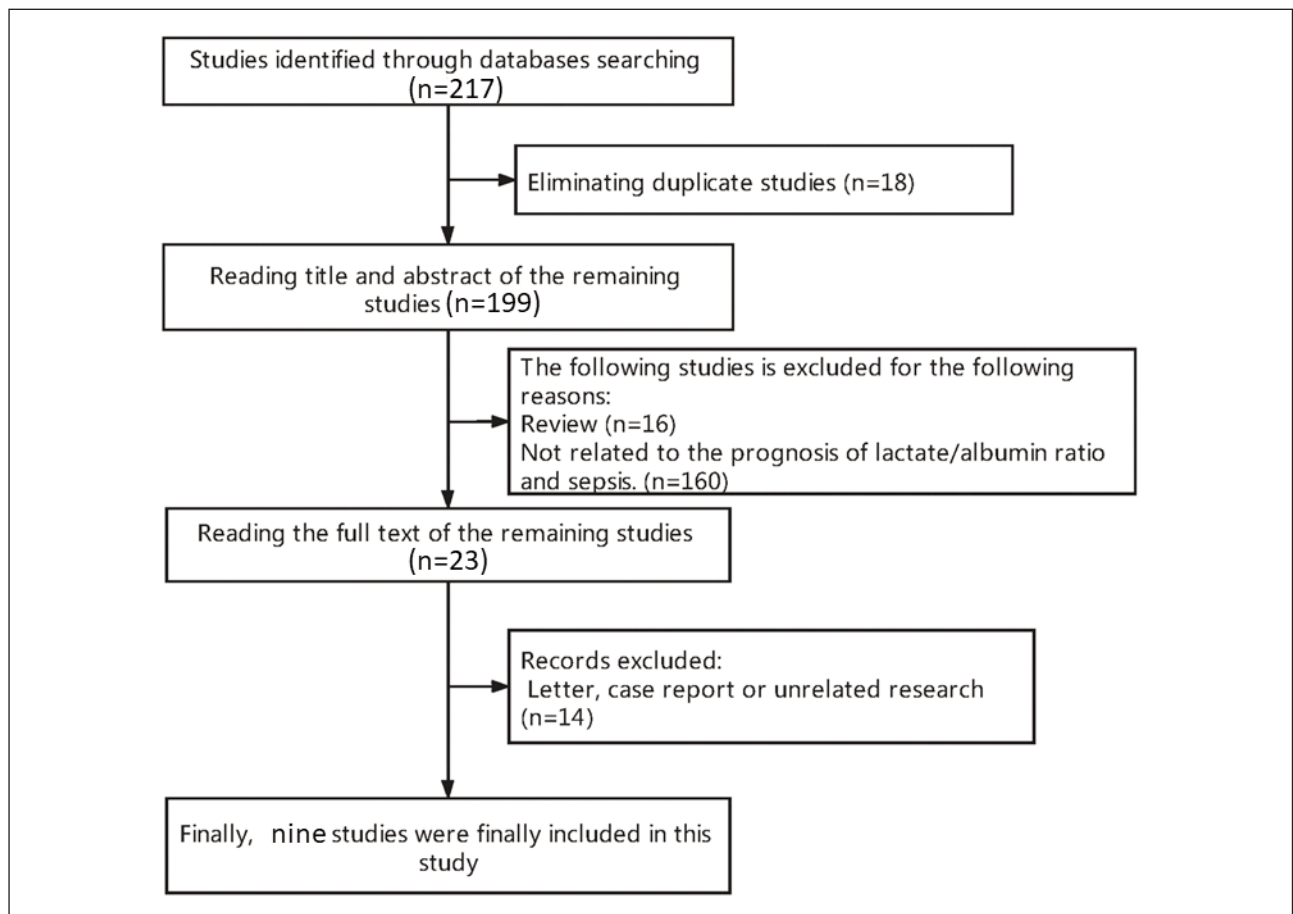 Studies identified through databases searching
(n=217)
Eliminating duplicate studies (n=18)
Reading title and abstract of the remaining
studies (n=199)
The following studies is excluded for the following
reasons:
Review (n=16)
Not related to the prognosis of lactate/albumin ratio
and sepsis. (n=160)
Reading the full text of the remaining studies
(n=23)
Records excluded:
Letter, case report or unrelated research
(n=14)
Finally, nine studies were finally included in this
study